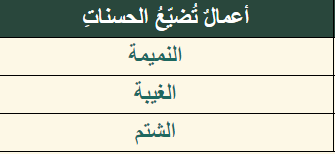 أعمالٌ تُضيّعُ الحسناتِ
النميمة
الغيبة
الشتم